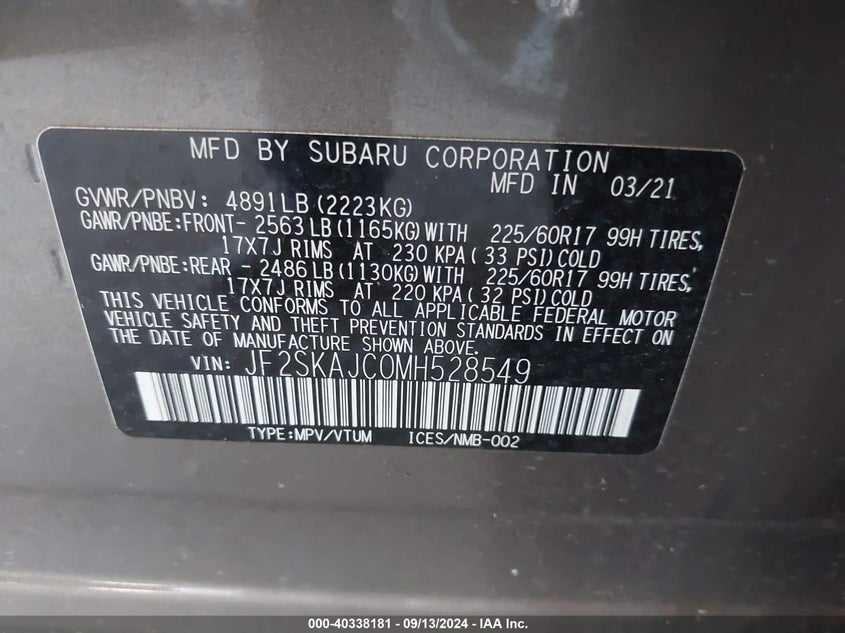 MFD BY SUBARU CORPORATION
MFD IN 03/21
GVWR/PNBV: 4891LB (2223KG)
GAWR/PNBE:FRONT- 2563LB (1165KG)WITH 225/60R17 99H TIRES,
17X7J RIMS AT 230 KPA( 33 PSI)COLD
GAWR/PNBE:REAR - 2486LB (1130KG)WITH 225/60R17 99H TIRES,
17X7J RIMS AT 220 KPA( 32 PSI)COLD
THIS VEHICLE CONFORMS TO ALL APPLICABLE FEDERAL MOTOR
VEHICLE SAFETY AND THEFT PREVENTION STANDARDS IN EFFECT ON
THE DATE OF MANUFACTURE SHOWN ABOVE.
VIN: JF2SKAJC0MH528549
TYPE:MPV/VTUM ICES/NMB-002
000-40338181 - 09/13/2024 - IAA Inc.